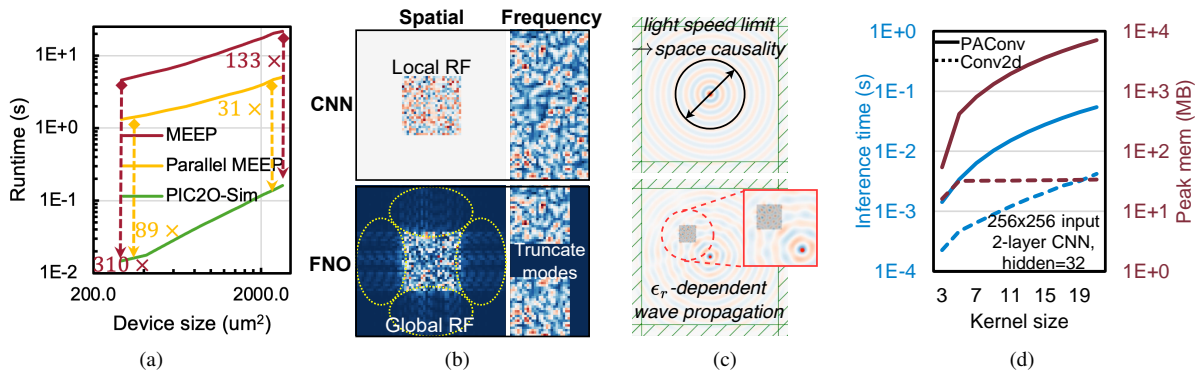 1E+1
1E+0
1E-1
1E-2
Runtime (s)
133 ×
31 ×
MEEP
Parallel MEEP
PIC2O-Sim
89 ×
310 ×
200.0
2000.0
Device size (um²)
(a)
Spatial
Frequency
CNN
Local RF
FNO
Truncate
modes
Global RF
(b)
light speed limit
→space causality
ϵr-dependent
wave propagation
(c)
1E+0
1E-1
1E-2
1E-3
1E-4
Inference time (s)
PAConv
Conv2d
256x256 input
2-layer CNN,
hidden=32
1E+4
1E+3
1E+2
1E+1
1E+0
Peak mem (MB)
3
7
11
15
19
Kernel size
(d)